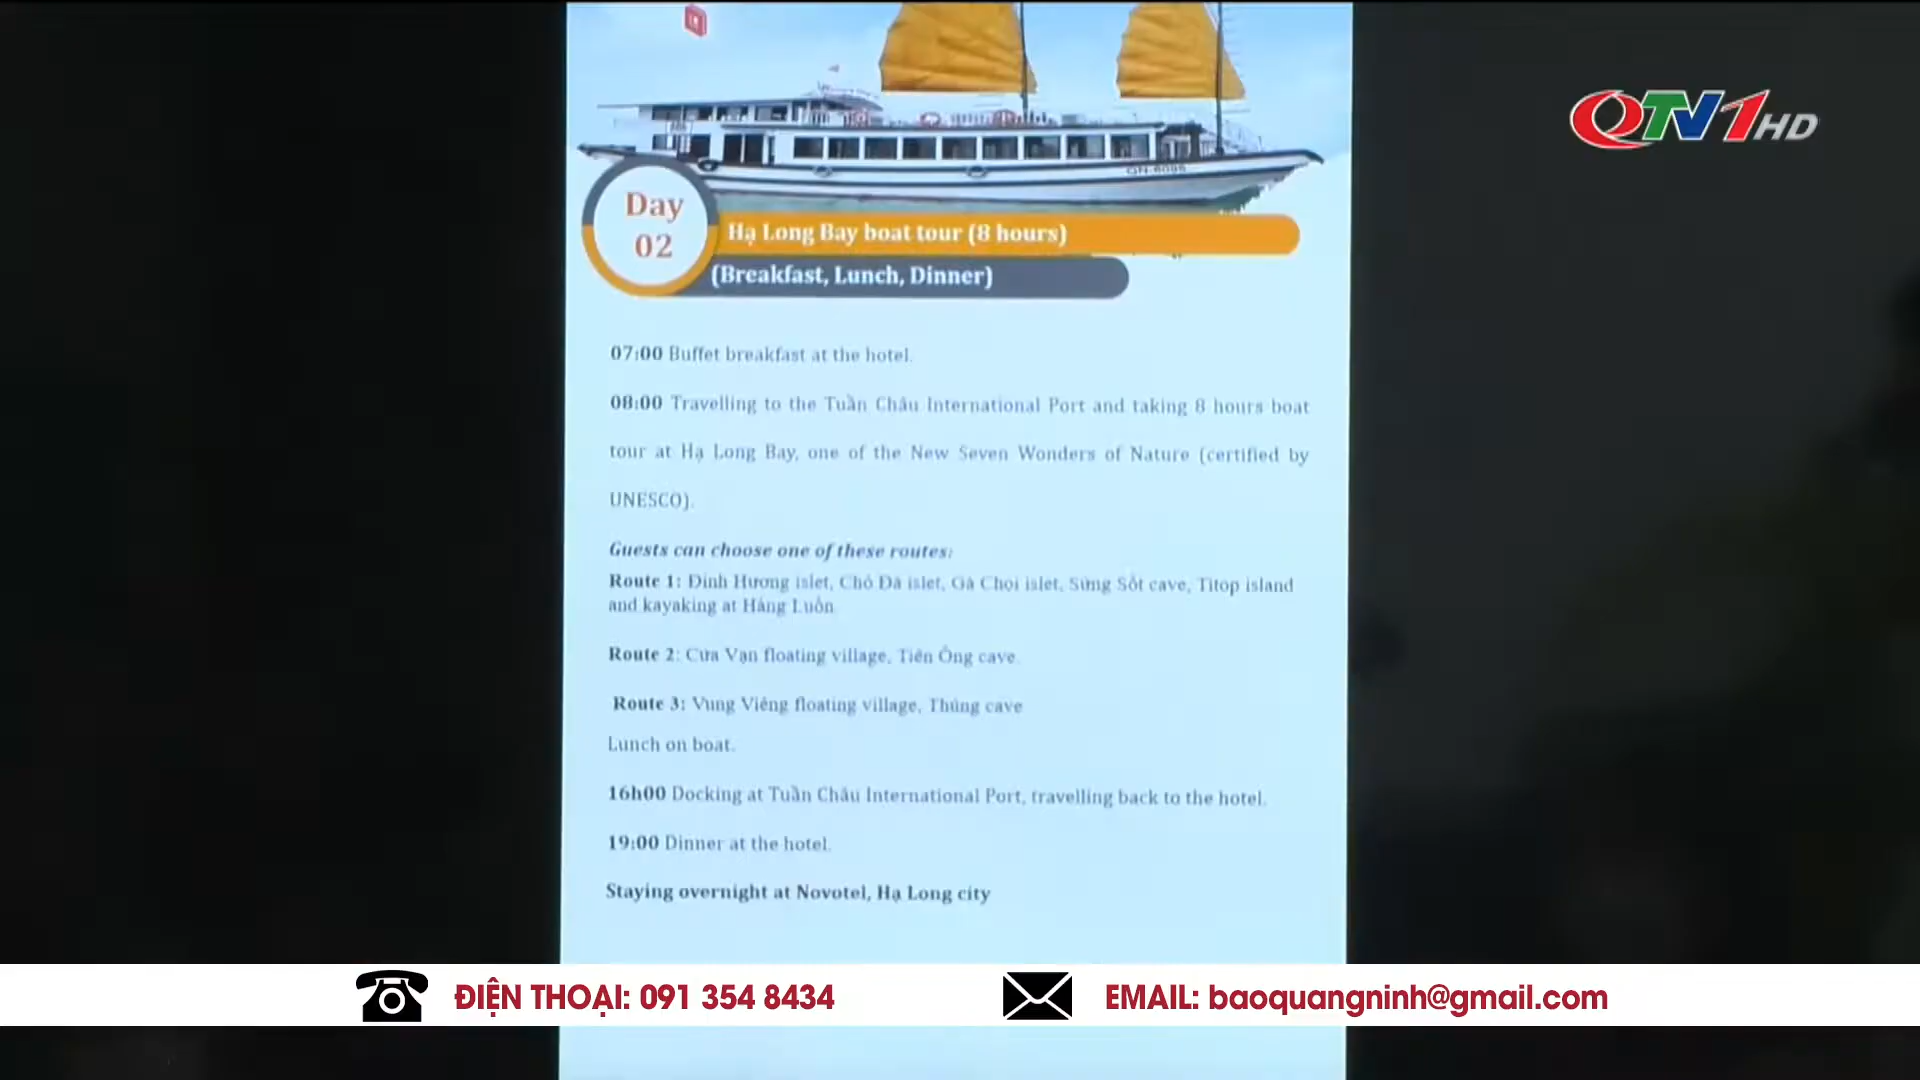 QTV1HD
QN-6096
Day
02
Hạ Long Bay boat tour (8 hours)
(Breakfast, Lunch, Dinner)
07:00 Buffet breakfast at the hotel.
08:00 Travelling to the Tuần Châu International Port and taking 8 hours boat
tour at Hạ Long Bay, one of the New Seven Wonders of Nature (certified by
UNESCO).
Guests can choose one of these routes:
Route 1: Đỉnh Hương islet, Chó Đá islet, Gà Chọi islet, Sửng Sốt cave, Titop island
and kayaking at Hang Luồn
Route 2: Cửa Vạn floating village, Tiên Ông cave.
Route 3: Vung Viêng floating village, Thúng cave
Lunch on boat.
16h00 Docking at Tuần Châu International Port, travelling back to the hotel.
19:00 Dinner at the hotel.
Staying overnight at Novotel, Hạ Long city
ĐIỆN THOẠI: 091 354 8434
EMAIL: baoquangninh@gmail.com